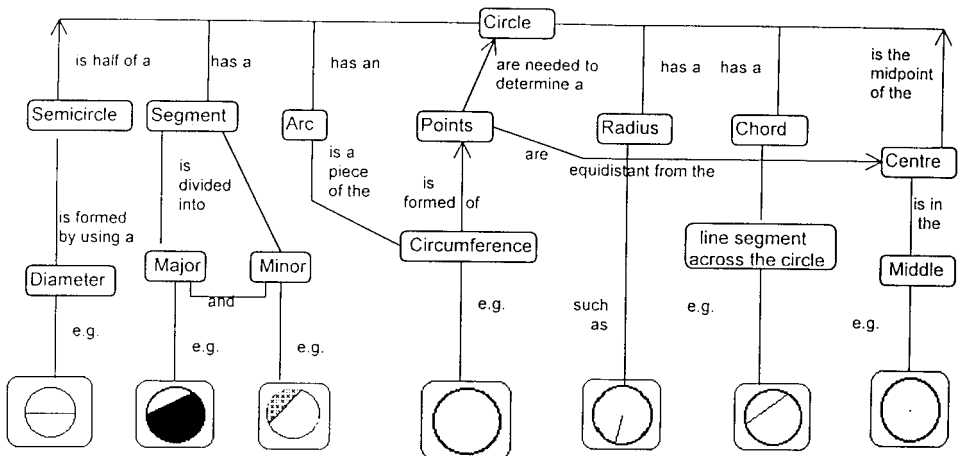 Circle
is half of a
has a
has an
are needed to
determine a
has a
has a
is the
midpoint
of the
Semicircle
Segment
Arc
Points
Radius
Chord
is
divided
into
is a
piece
of the
are
equidistant from the
Centre
is
formed of
is formed
by using a
is in
the
Circumference
line segment
across the circle
Diameter
Major
Minor
Middle
and
e.g.
e.g.
e.g.
e.g.
such
as
e.g.
e.g.